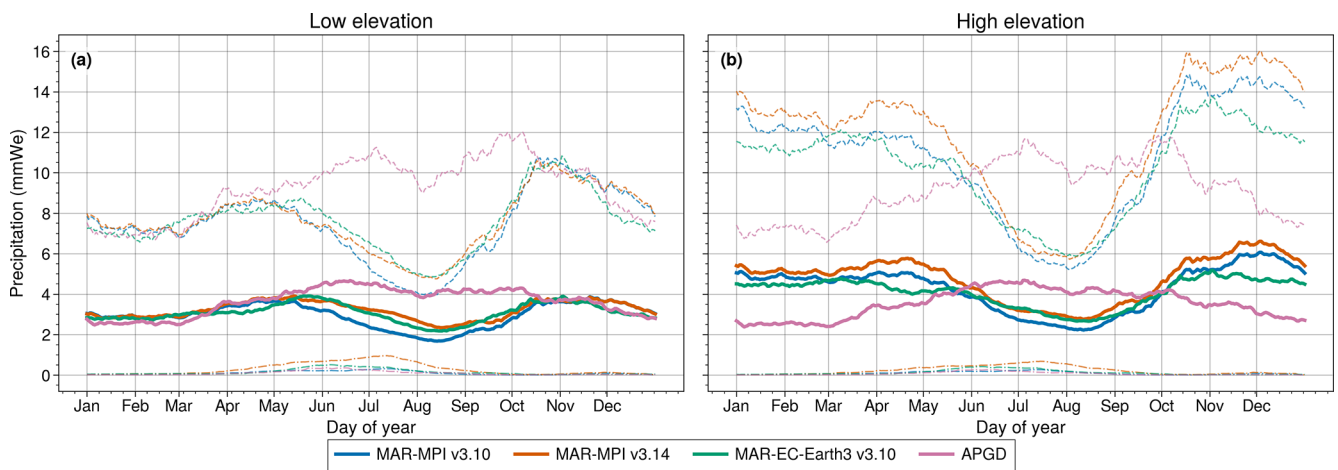 Low elevation
High elevation
Precipitation (mmWe)
(a)
16
14
12
10
8
6
4
2
0
Jan Feb Mar Apr May Jun Jul Aug Sep Oct Nov Dec
Day of year
(b)
Jan Feb Mar Apr May Jun Jul Aug Sep Oct Nov Dec
Day of year
MAR-MPI v3.10 MAR-MPI v3.14 MAR-EC-Earth3 v3.10 APGD